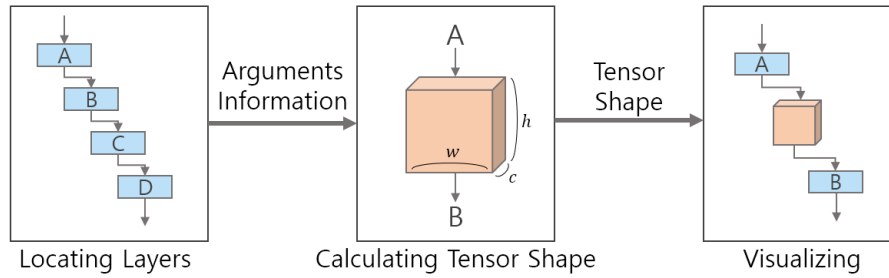 A
B
C
D
Locating Layers
Arguments
Information
A
h
w
c
B
Calculating Tensor Shape
Tensor
Shape
A
B
Visualizing